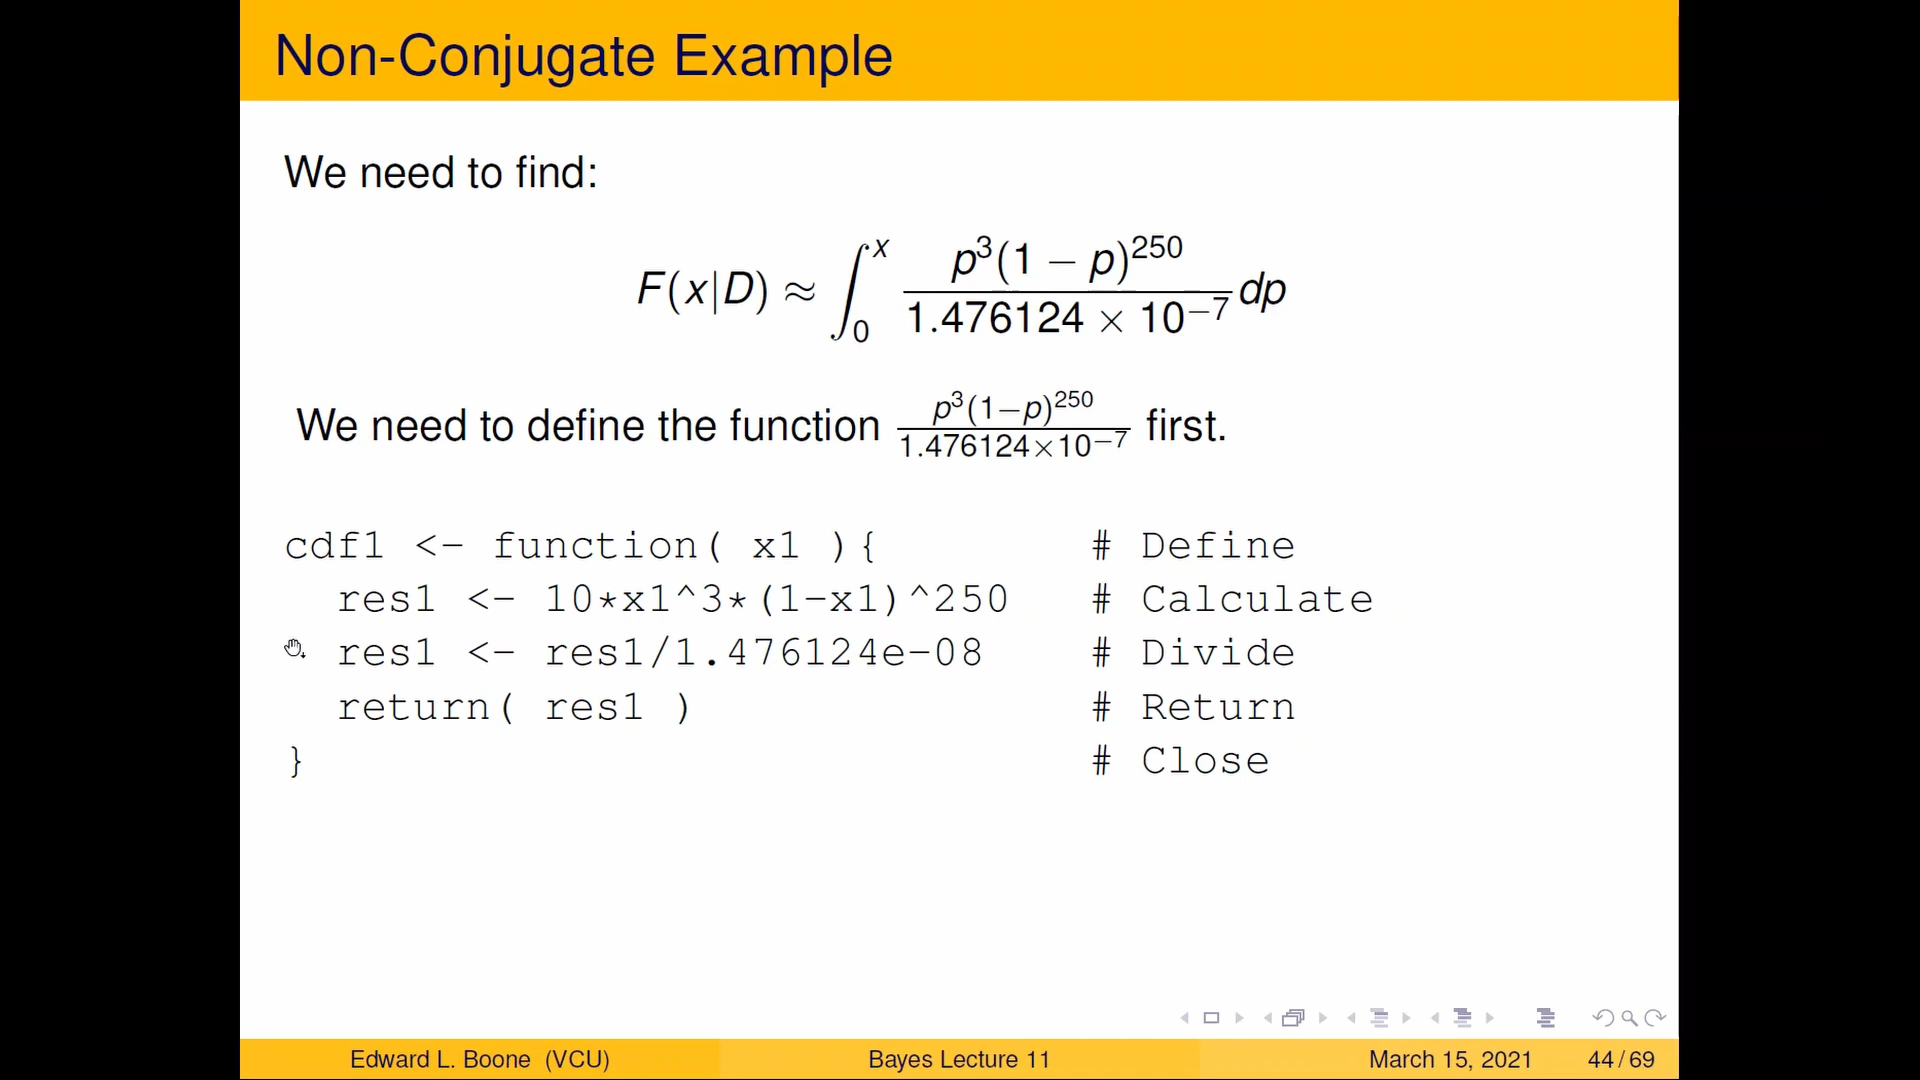 Non-Conjugate Example
We need to find:
F(x|D) ≈ ∫₀ˣ p³(1 − p)²⁵⁰ / 1.476124 × 10⁻⁷ dp
We need to define the function p³(1−p)²⁵⁰ / 1.476124×10⁻⁷ first.
cdf1 <- function( x1 ){ # Define
res1 <- 10*x1^3*(1-x1)^250 # Calculate
res1 <- res1/1.476124e-08 # Divide
return( res1 ) # Return
} # Close
Edward L. Boone (VCU) Bayes Lecture 11 March 15, 2021 44/69